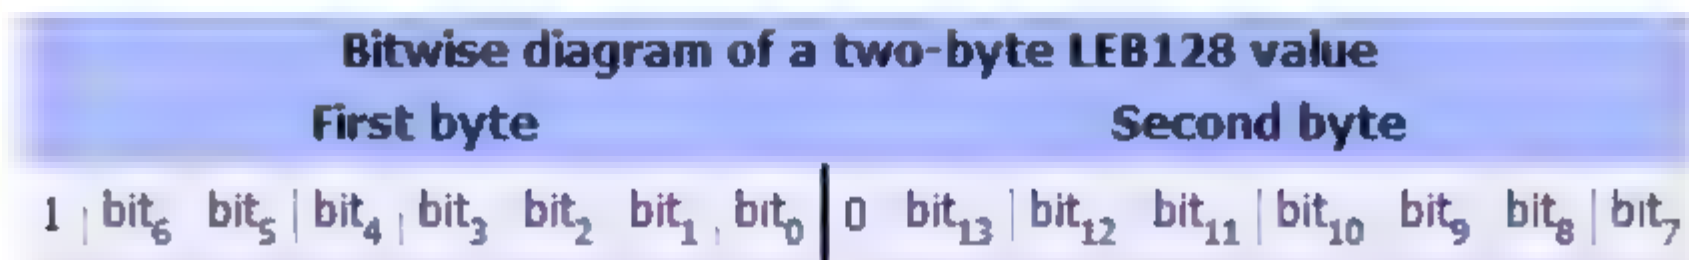 Bitwise diagram of a two-byte LEB128 value
First byte Second byte
1 bit₆ bit₅ bit₄ bit₃ bit₂ bit₁ bit₀ 0 bit₁₃ bit₁₂ bit₁₁ bit₁₀ bit₉ bit₈ bit₇